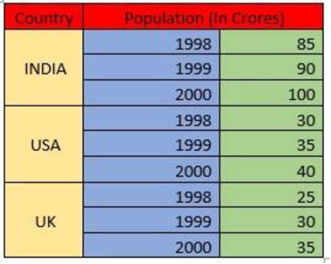 Country Population (In Crores)
1998 85
INDIA 1999 90
2000 100
1998 30
USA 1999 35
2000 40
1998 25
UK 1999 30
2000 35